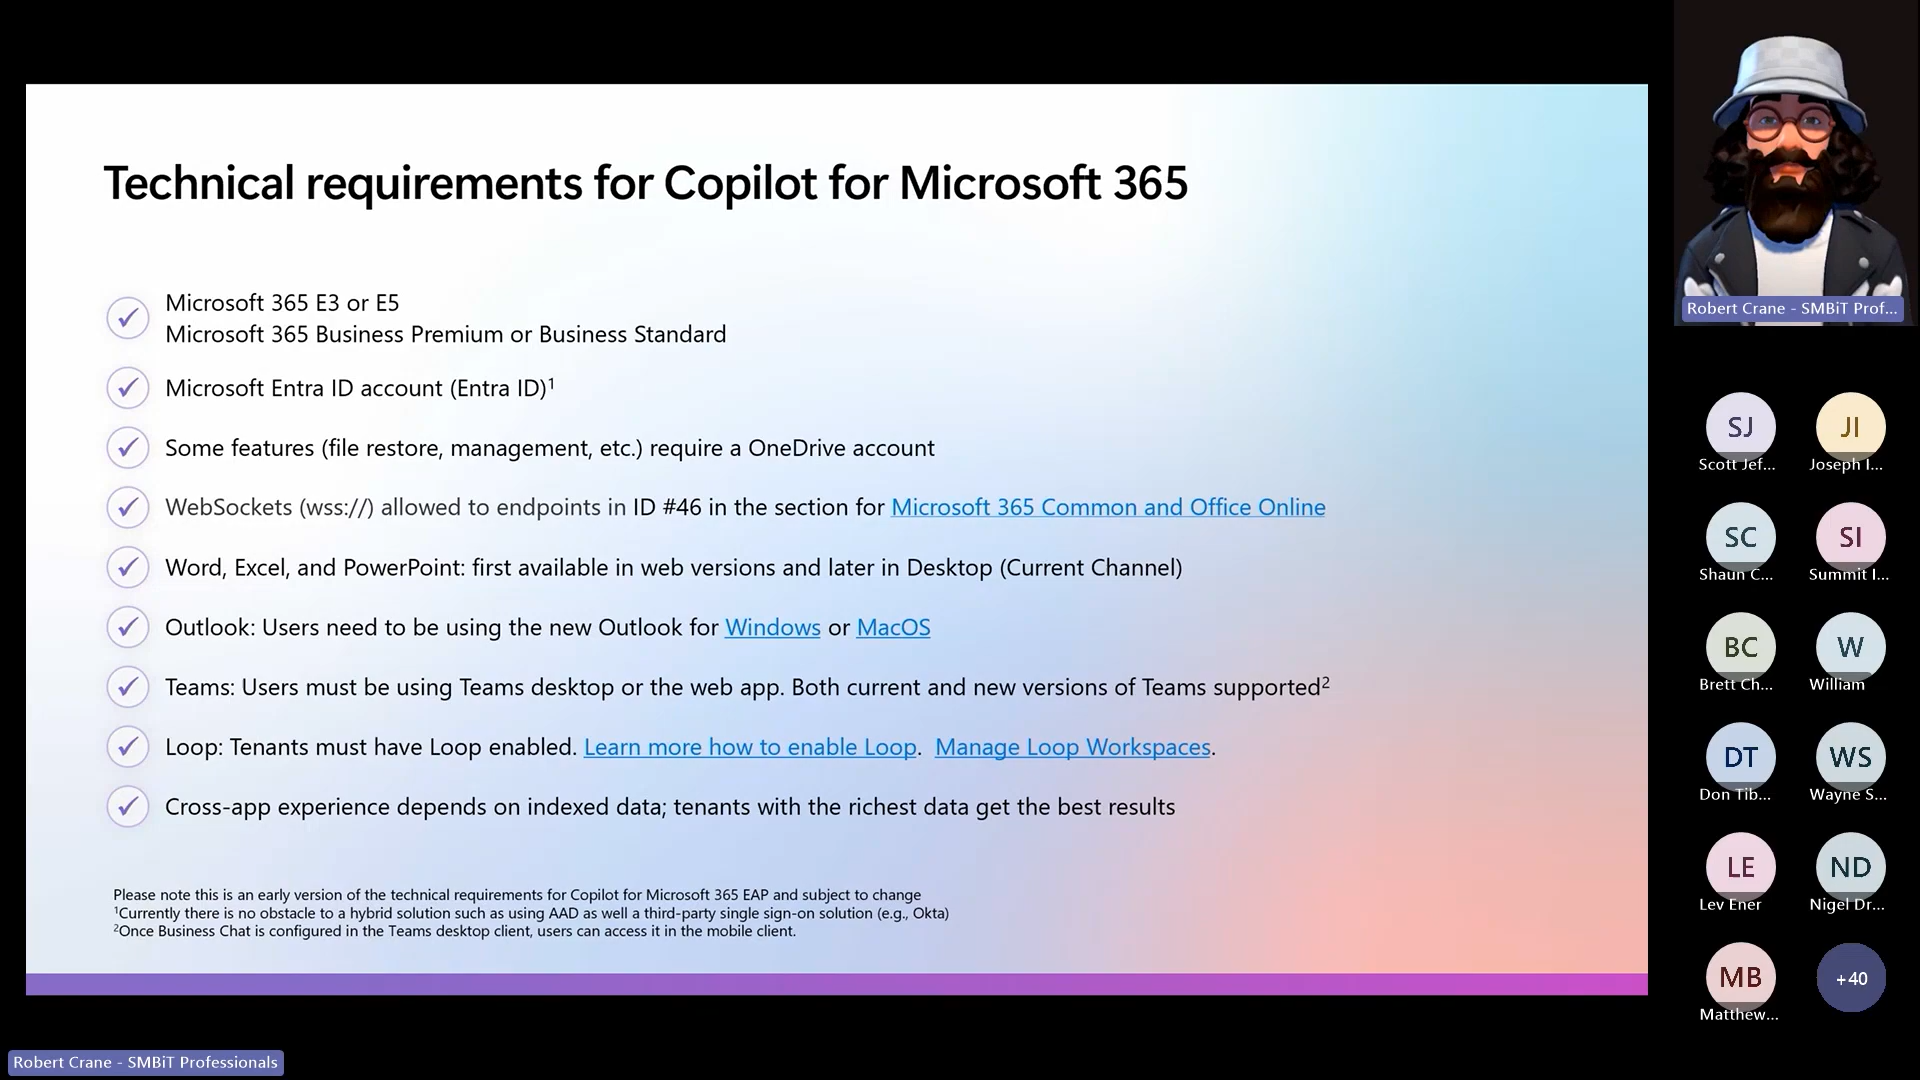 Technical requirements for Copilot for Microsoft 365
Microsoft 365 E3 or E5
Microsoft 365 Business Premium or Business Standard
Microsoft Entra ID account (Entra ID)¹
Some features (file restore, management, etc.) require a OneDrive account
WebSockets (wss://) allowed to endpoints in ID #46 in the section for Microsoft 365 Common and Office Online
Word, Excel, and PowerPoint: first available in web versions and later in Desktop (Current Channel)
Outlook: Users need to be using the new Outlook for Windows or MacOS
Teams: Users must be using Teams desktop or the web app. Both current and new versions of Teams supported²
Loop: Tenants must have Loop enabled. Learn more how to enable Loop. Manage Loop Workspaces.
Cross-app experience depends on indexed data; tenants with the richest data get the best results
Please note this is an early version of the technical requirements for Copilot for Microsoft 365 EAP and subject to change
¹Currently there is no obstacle to a hybrid solution such as using AAD as well a third-party single sign-on solution (e.g., Okta)
²Once Business Chat is configured in the Teams desktop client, users can access it in the mobile client.
Robert Crane - SMBiT Prof...
SJ
JI
Scott Jef...
Joseph I...
SC
SI
Shaun C...
Summit I...
BC
W
Brett Ch...
William
DT
WS
Don Tib...
Wayne S...
LE
ND
Lev Ener
Nigel Dr...
MB
+40
Matthew...
Robert Crane - SMBiT Professionals